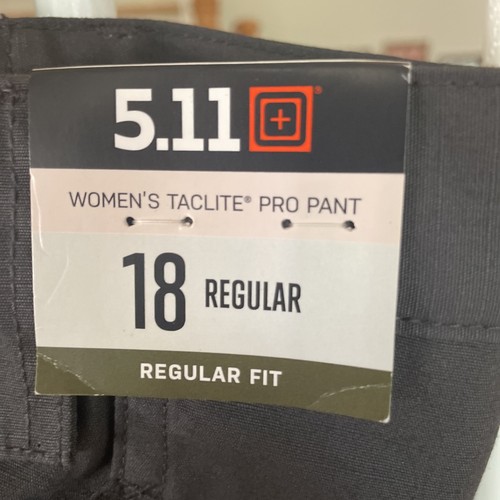 5.11®
WOMEN'S TACLITE® PRO PANT
18 REGULAR
REGULAR FIT